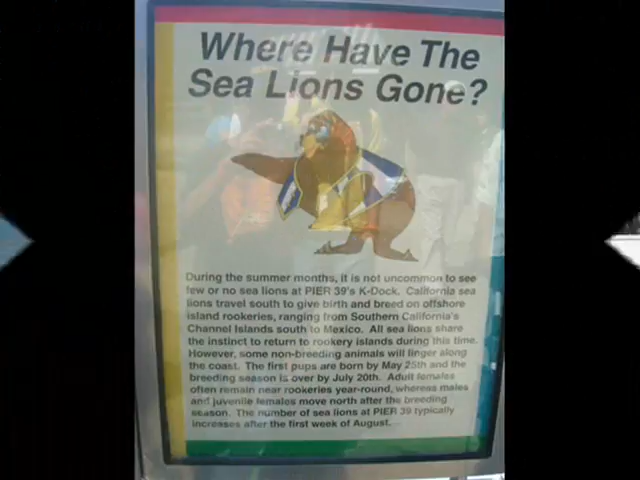 Where Have The
Sea Lions Gone?
During the summer months, it is not uncommon to see
few or no sea lions at PIER 39's K-Dock. California sea
lions travel south to give birth and breed on offshore
island rookeries, ranging from Southern California's
Channel Islands south to Mexico. All sea lions share
the instinct to return to rookery islands during this time.
However, some non-breeding animals will linger along
the coast. The first pups are born by May 25th and the
breeding season is over by July 20th. Adult females
often remain near rookeries year-round, whereas males
and juvenile females move north after the breeding
season. The number of sea lions at PIER 39 typically
increases after the first week of August.